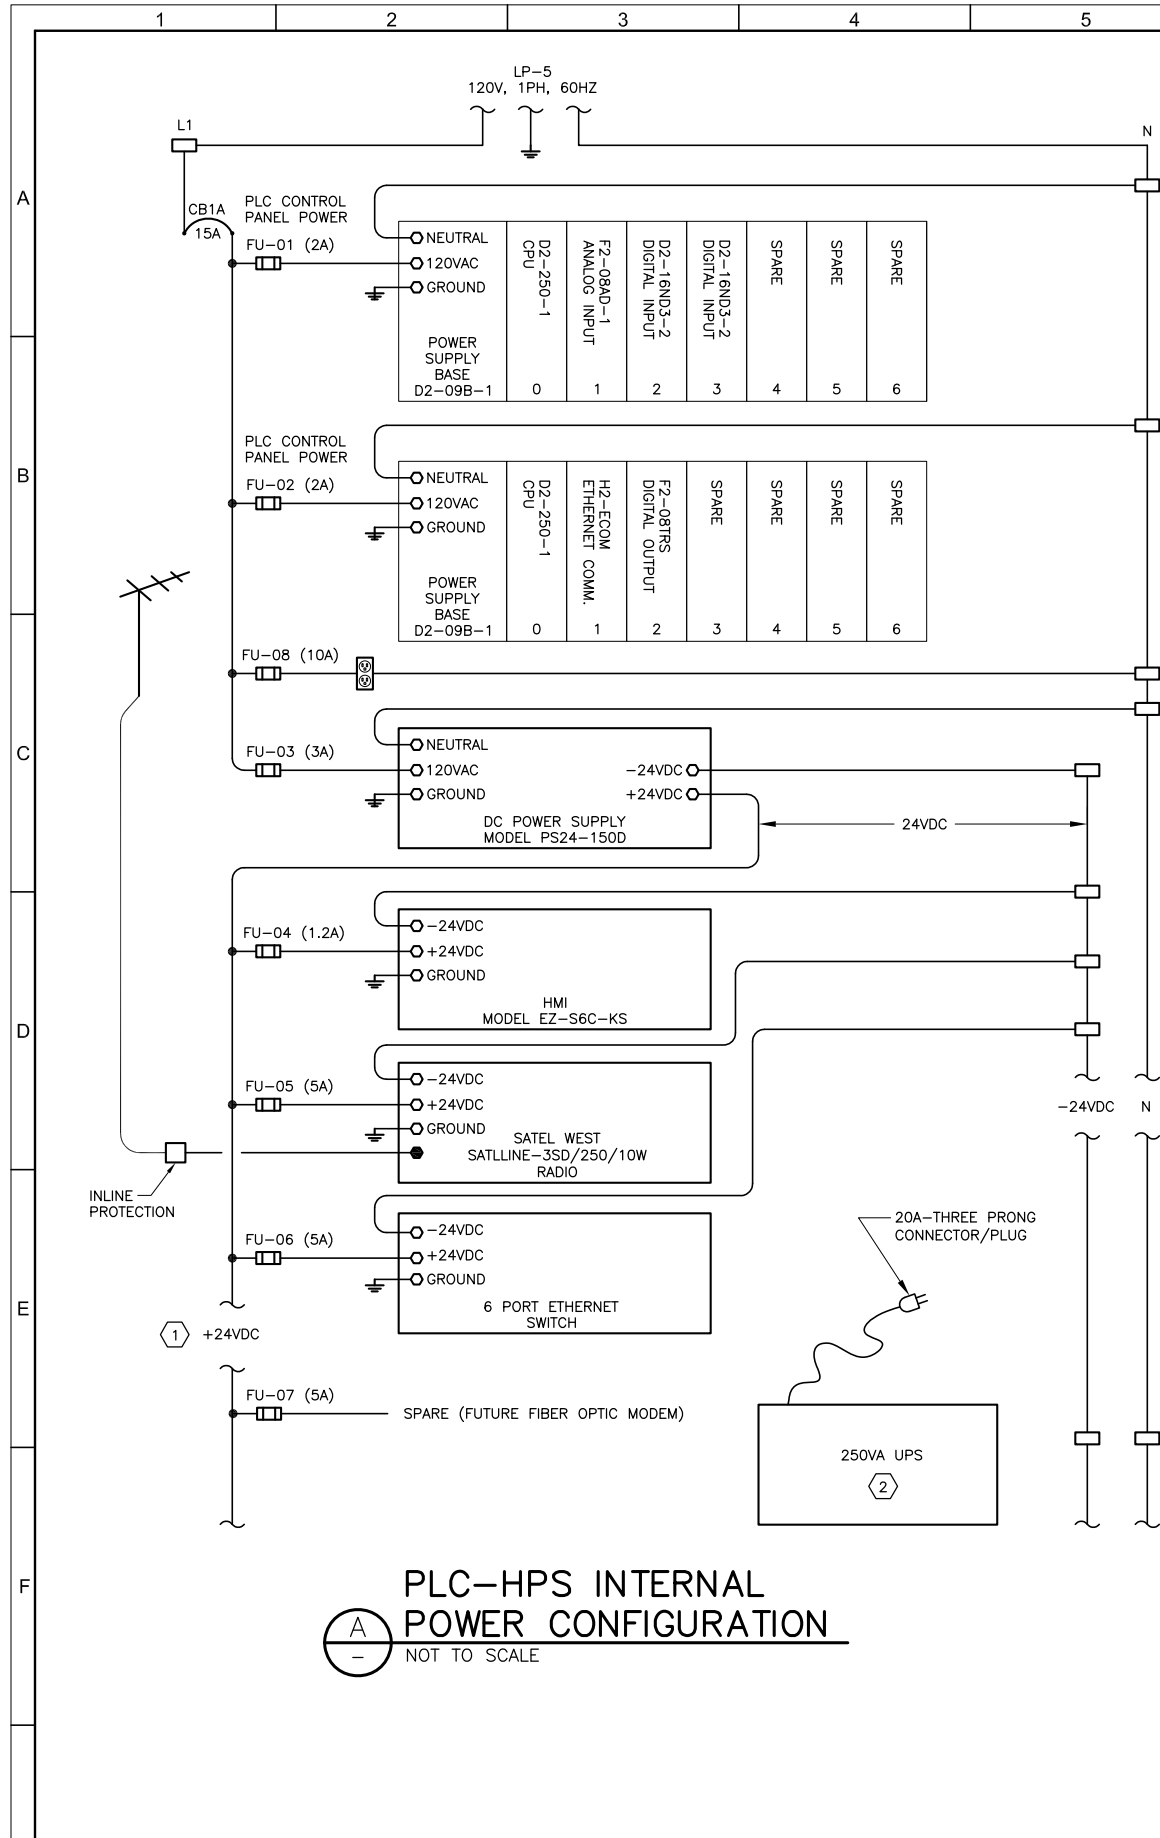 1 2 3 4 5
LP-5
120V, 1PH, 60HZ
L1
N
A
CB1A
15A
PLC CONTROL
PANEL POWER
FU-01 (2A)
NEUTRAL
120VAC
GROUND
POWER
SUPPLY
BASE
D2-09B-1
D2-250-1
CPU
0
F2-08AD-1
ANALOG INPUT
1
D2-16ND3-2
DIGITAL INPUT
2
D2-16ND3-2
DIGITAL INPUT
3
SPARE
4
SPARE
5
SPARE
6
B
PLC CONTROL
PANEL POWER
FU-02 (2A)
NEUTRAL
120VAC
GROUND
POWER
SUPPLY
BASE
D2-09B-1
D2-250-1
CPU
0
H2-ECOM
ETHERNET COMM.
1
F2-08TRS
DIGITAL OUTPUT
2
SPARE
3
SPARE
4
SPARE
5
SPARE
6
FU-08 (10A)
C
FU-03 (3A)
NEUTRAL
120VAC
GROUND
-24VDC
+24VDC
DC POWER SUPPLY
MODEL PS24-150D
24VDC
D
FU-04 (1.2A)
-24VDC
+24VDC
GROUND
HMI
MODEL EZ-S6C-KS
FU-05 (5A)
-24VDC
+24VDC
GROUND
SATEL WEST
SATLLINE-3SD/250/10W
RADIO
-24VDC N
INLINE
PROTECTION
E
FU-06 (5A)
-24VDC
+24VDC
GROUND
6 PORT ETHERNET
SWITCH
20A-THREE PRONG
CONNECTOR/PLUG
1 +24VDC
FU-07 (5A)
SPARE (FUTURE FIBER OPTIC MODEM)
250VA UPS
2
F
PLC-HPS INTERNAL
POWER CONFIGURATION
A
-
NOT TO SCALE